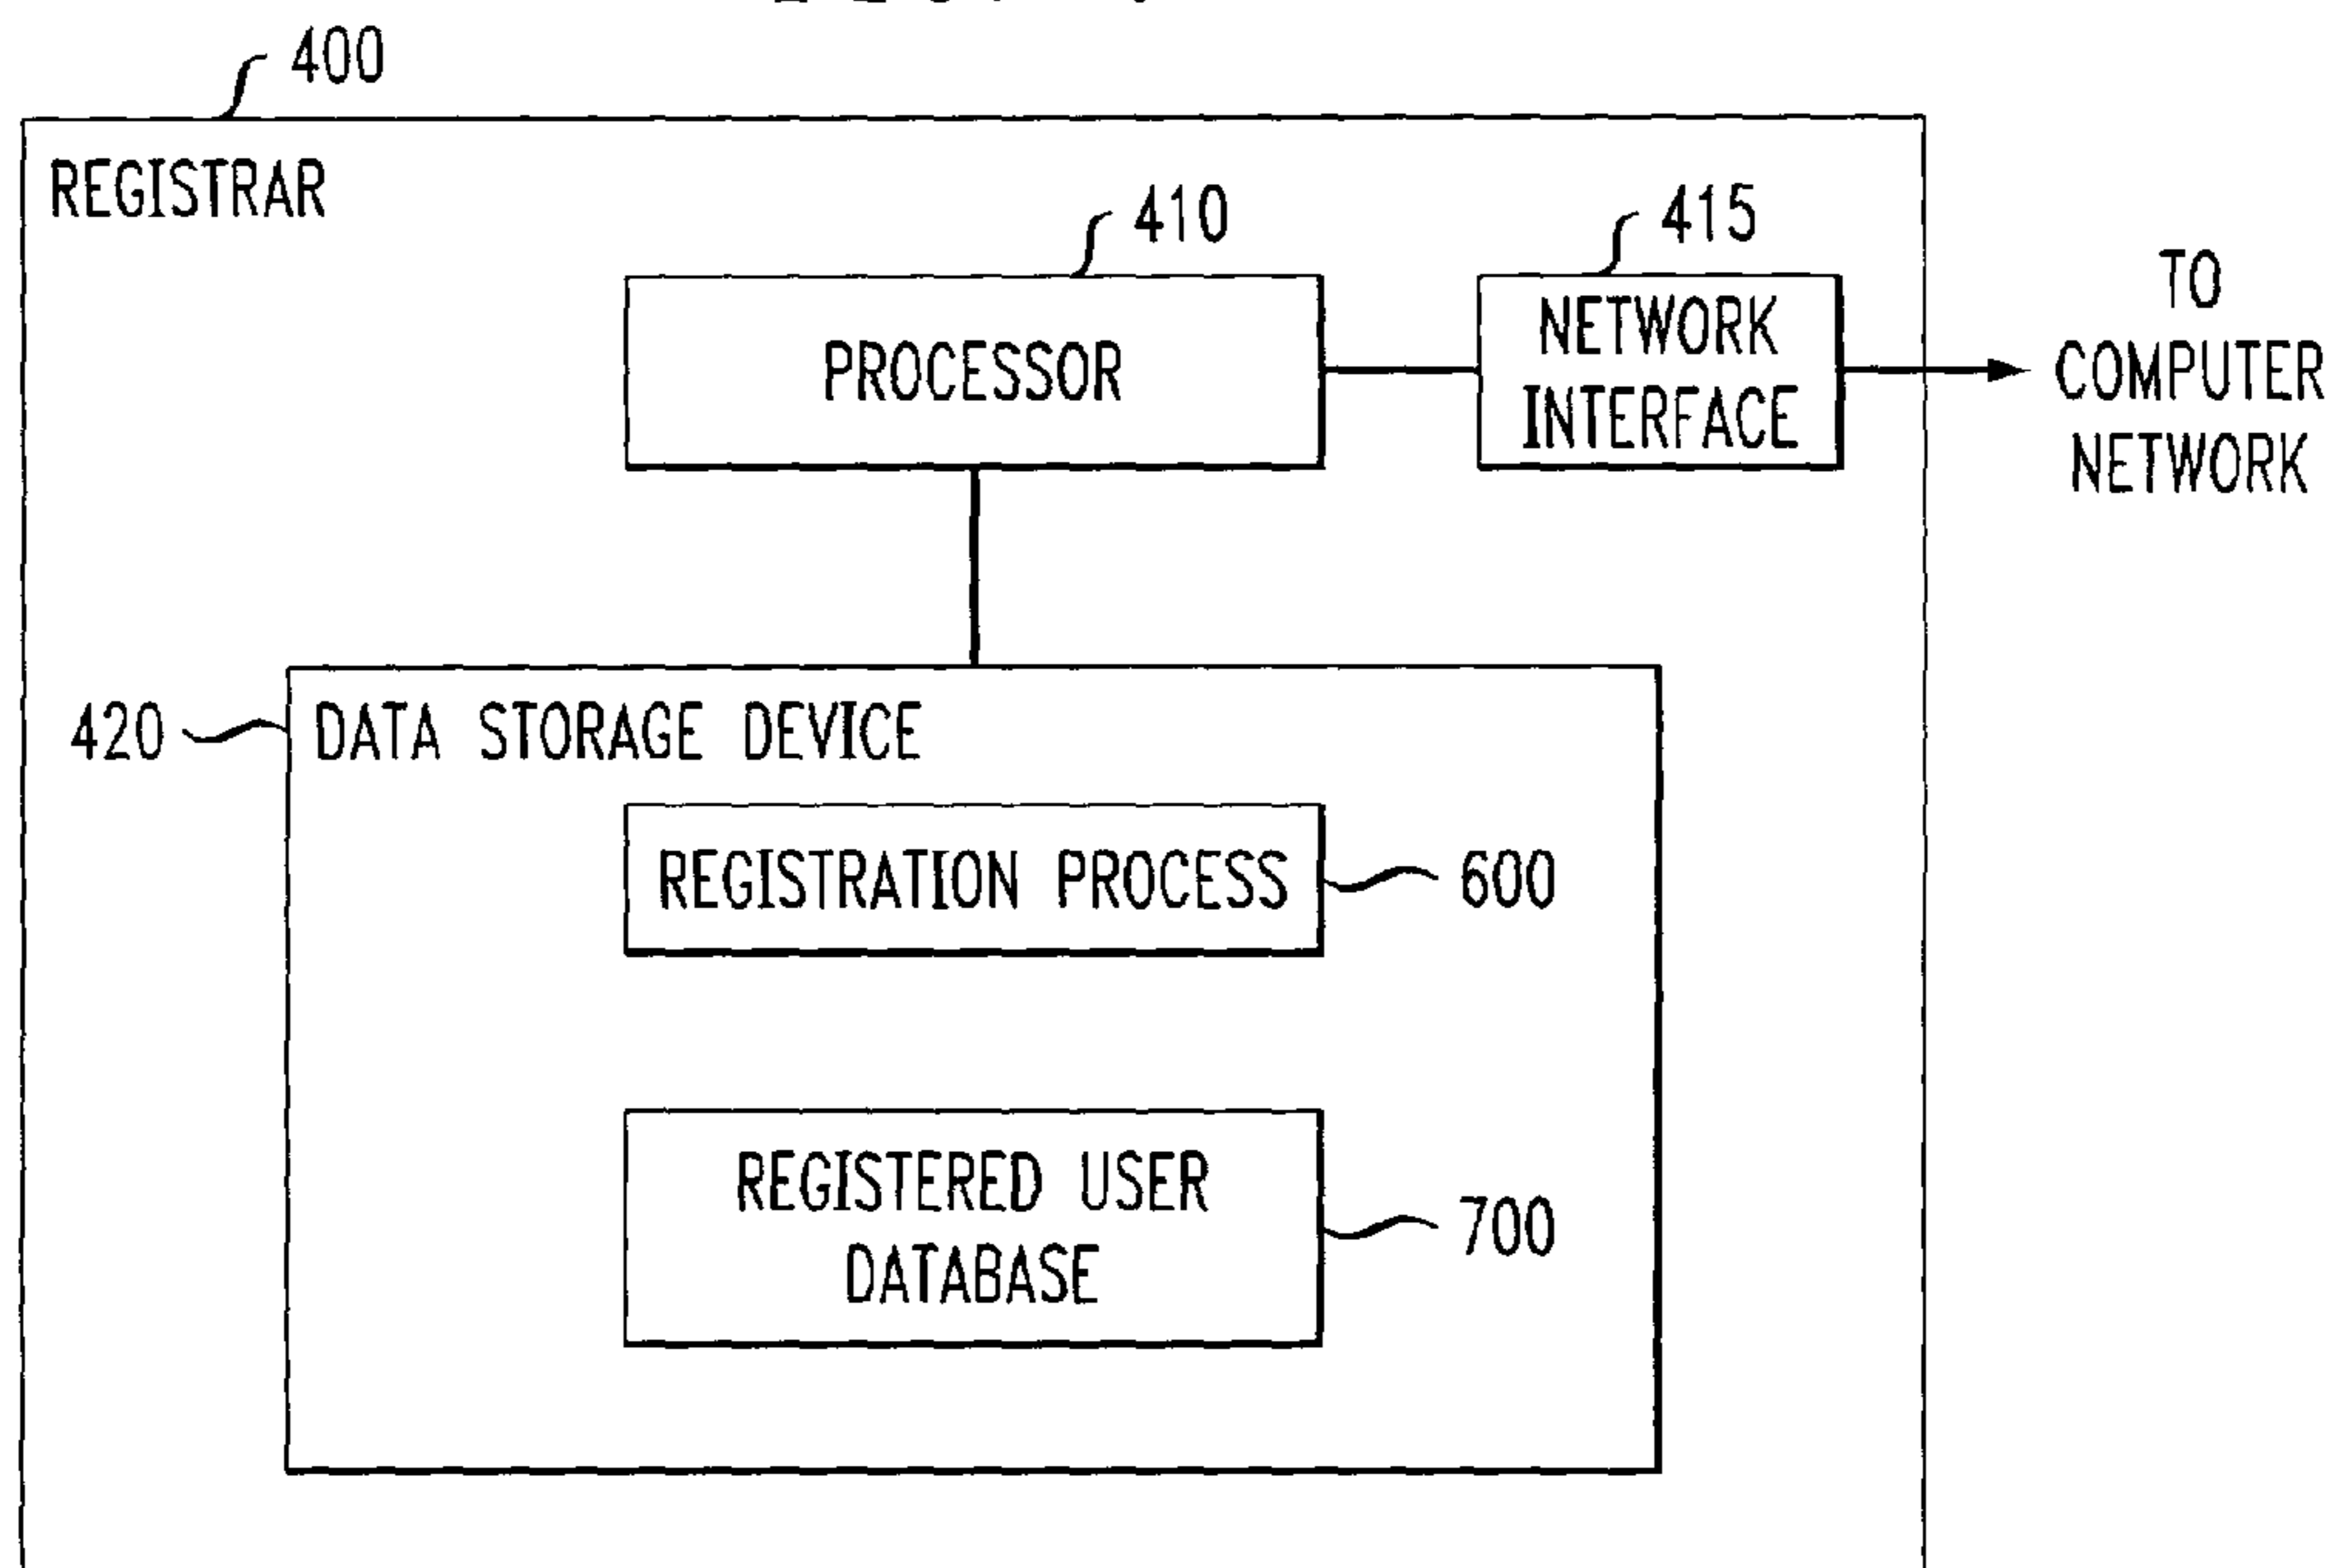 400
REGISTRAR
410
415
PROCESSOR
NETWORK
INTERFACE
TO
COMPUTER
NETWORK
420
DATA STORAGE DEVICE
REGISTRATION PROCESS
600
REGISTERED USER
DATABASE
700